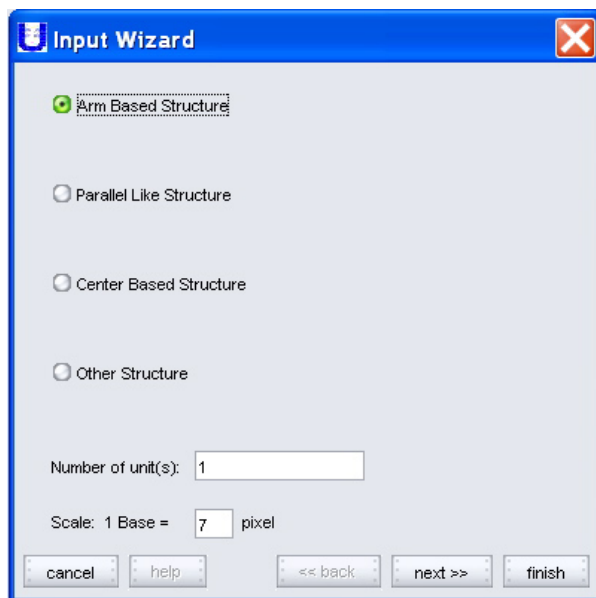 Input Wizard
Arm Based Structure
Parallel Like Structure
Center Based Structure
Other Structure
Number of unit(s): 1
Scale: 1 Base = 7 pixel
cancel help << back next >> finish